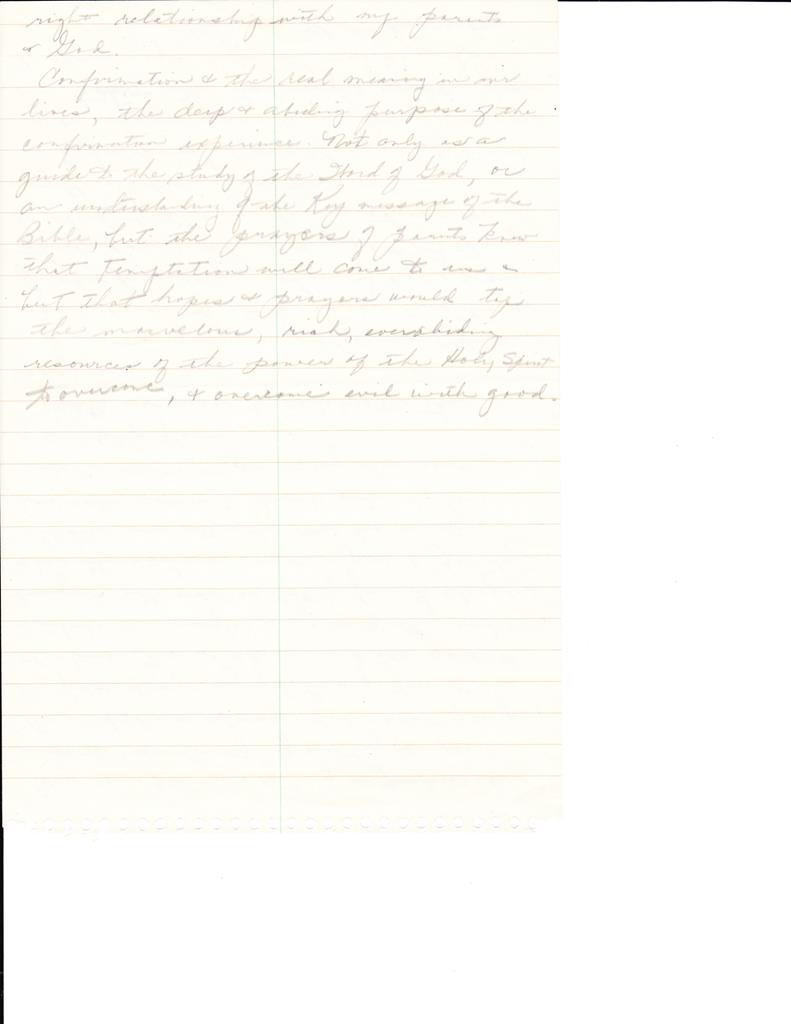 right relationship with my parents
& God.
Confirmation & the real meaning in our
lives, the deep & abiding purpose of the
confirmation experience. Not only as a
guide to the study of the Word of God, or
an understanding of the Key message of the
Bible, but the prayers of parents know
that Temptation will come to us
but that hopes & prayers would tap
the marvelous, rich, everabiding
resources of the power of the Holy Spirit
to overcome, & overcome evil with good.